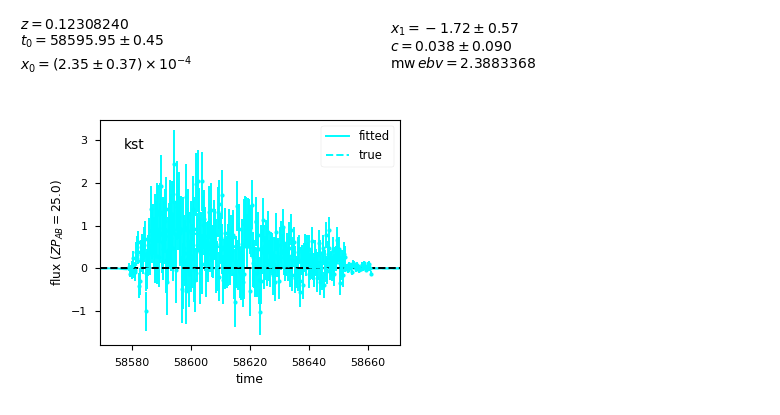 z = 0.12308240
t₀ = 58595.95 ± 0.45
x₀ = (2.35 ± 0.37) × 10⁻⁴
x₁ = −1.72 ± 0.57
c = 0.038 ± 0.090
mw ebv = 2.3883368
kst
fitted
true
3
2
1
0
−1
flux (ZP_AB = 25.0)
58580 58600 58620 58640 58660
time